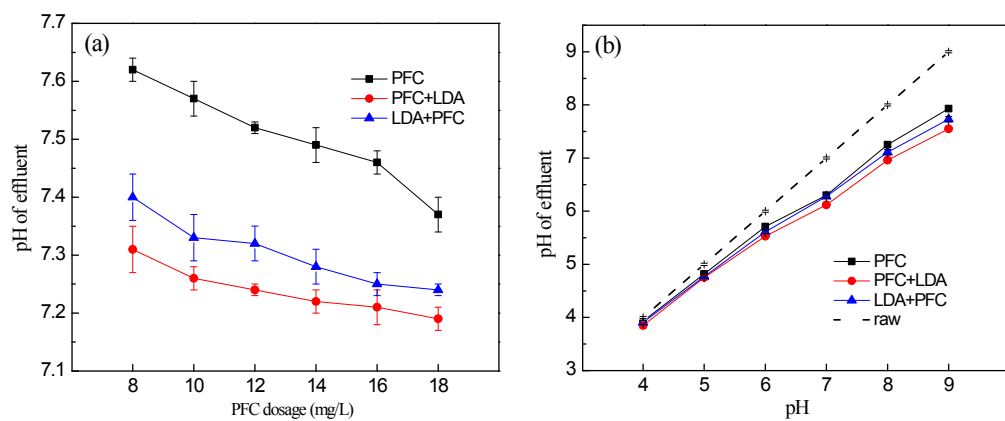 (a)
7.7
7.6
7.5
7.4
7.3
7.2
7.1
pH of effluent
PFC
PFC+LDA
LDA+PFC
8 10 12 14 16 18
PFC dosage (mg/L)
(b)
9
8
7
6
5
4
3
pH of effluent
PFC
PFC+LDA
LDA+PFC
raw
4 5 6 7 8 9
pH